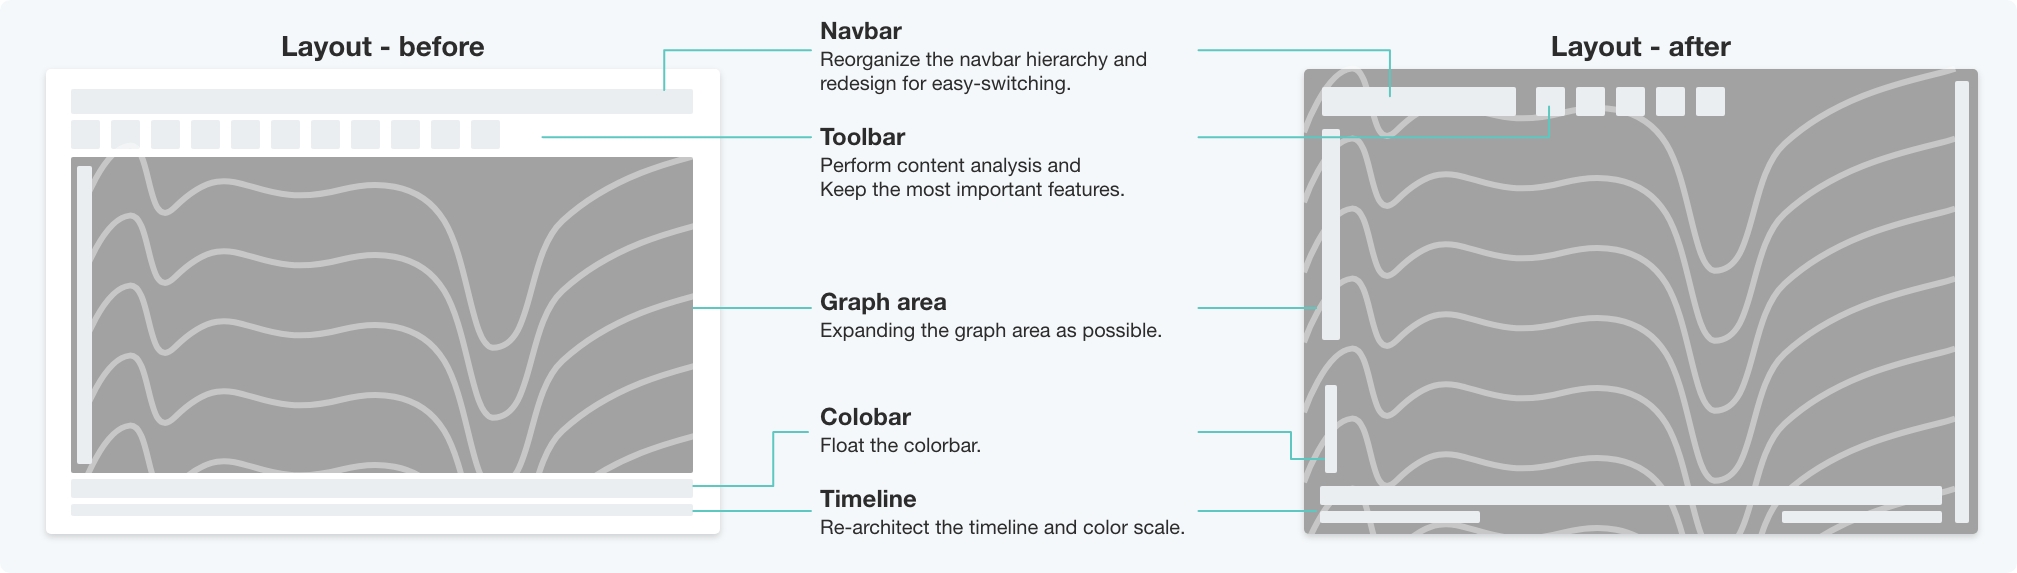 Layout - before
Navbar
Reorganize the navbar hierarchy and
redesign for easy-switching.
Toolbar
Perform content analysis and
Keep the most important features.
Graph area
Expanding the graph area as possible.
Colobar
Float the colorbar.
Timeline
Re-architect the timeline and color scale.
Layout - after